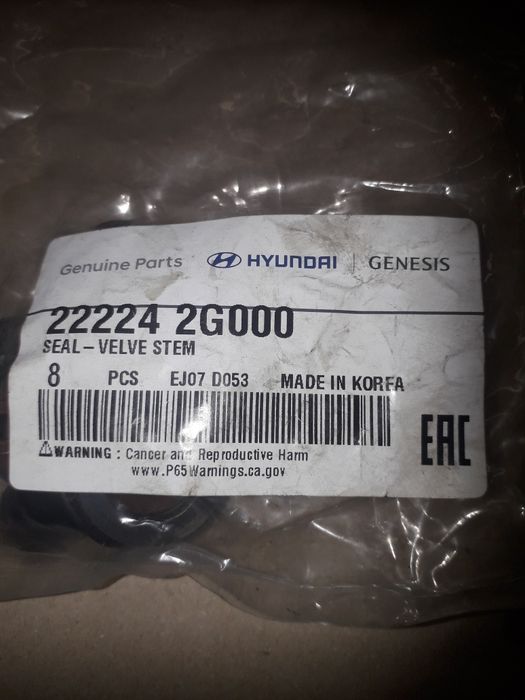 Genuine Parts HYUNDAI | GENESIS
22224 2G000
SEAL-VELVE STEM
8 PCS EJ07 D053 MADE IN KOREA
EAC
WARNING : Cancer and Reproductive Harm
www.P65Warnings.ca.gov